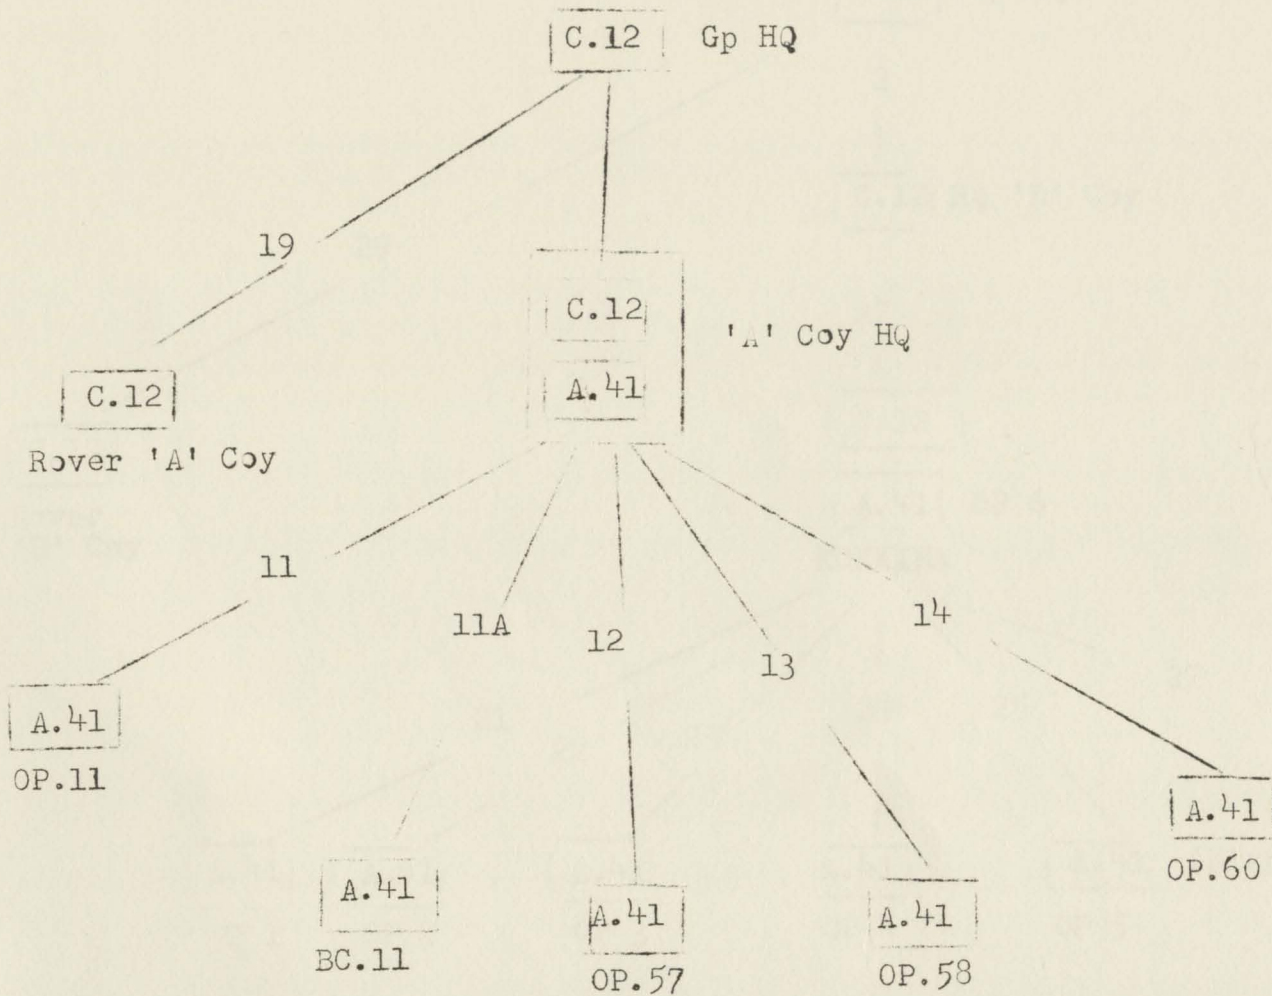 C.12 Gp HQ
19
C.12
'A' Coy HQ
A.41
C.12
Rover 'A' Coy
11
11A
12
13
14
A.41
OP.11
A.41
OP.60
A.41
BC.11
A.41
OP.57
A.41
OP.58